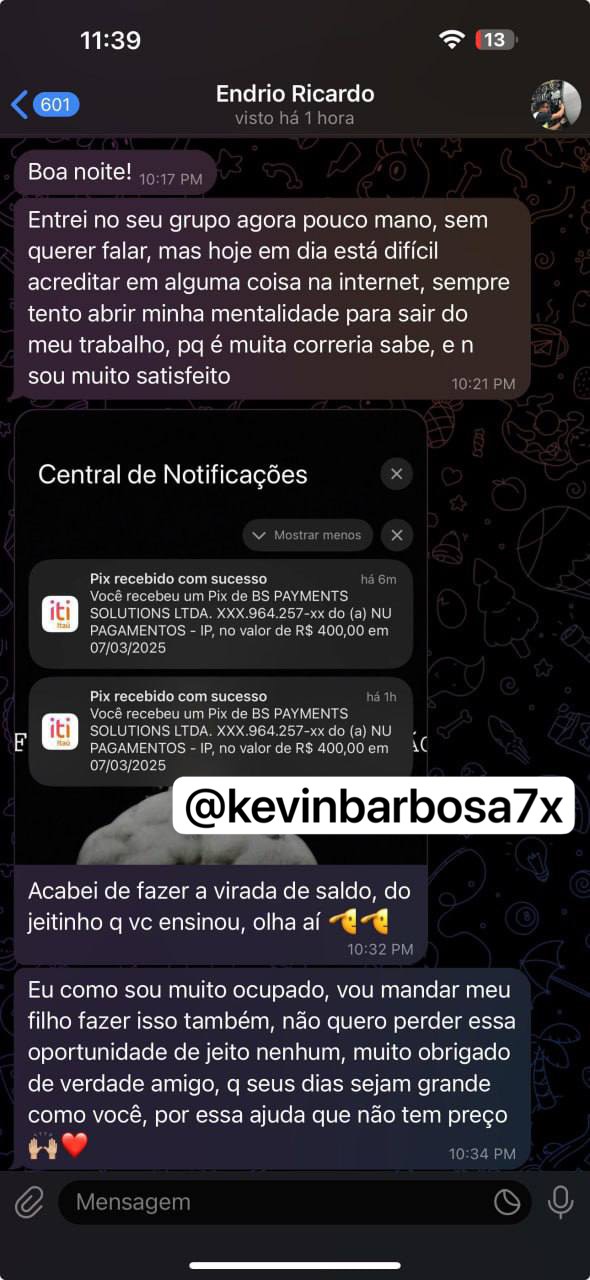 11:39
13
601
Endrio Ricardo
visto há 1 hora
Boa noite! 10:17 PM
Entrei no seu grupo agora pouco mano, sem
querer falar, mas hoje em dia está difícil
acreditar em alguma coisa na internet, sempre
tento abrir minha mentalidade para sair do
meu trabalho, pq é muita correria sabe, e n
sou muito satisfeito
10:21 PM
Central de Notificações
Mostrar menos
Pix recebido com sucesso há 6m
Você recebeu um Pix de BS PAYMENTS
SOLUTIONS LTDA. XXX.964.257-xx do (a) NU
PAGAMENTOS - IP, no valor de R$ 400,00 em
07/03/2025
iti
Itaú
Pix recebido com sucesso há 1h
Você recebeu um Pix de BS PAYMENTS
SOLUTIONS LTDA. XXX.964.257-xx do (a) NU
PAGAMENTOS - IP, no valor de R$ 400,00 em
07/03/2025
iti
Itaú
@kevinbarbosa7x
Acabei de fazer a virada de saldo, do
jeitinho q vc ensinou, olha aí 🫡🫡
10:32 PM
Eu como sou muito ocupado, vou mandar meu
filho fazer isso também, não quero perder essa
oportunidade de jeito nenhum, muito obrigado
de verdade amigo, q seus dias sejam grande
como você, por essa ajuda que não tem preço
🙌🏼❤️
10:34 PM
Mensagem